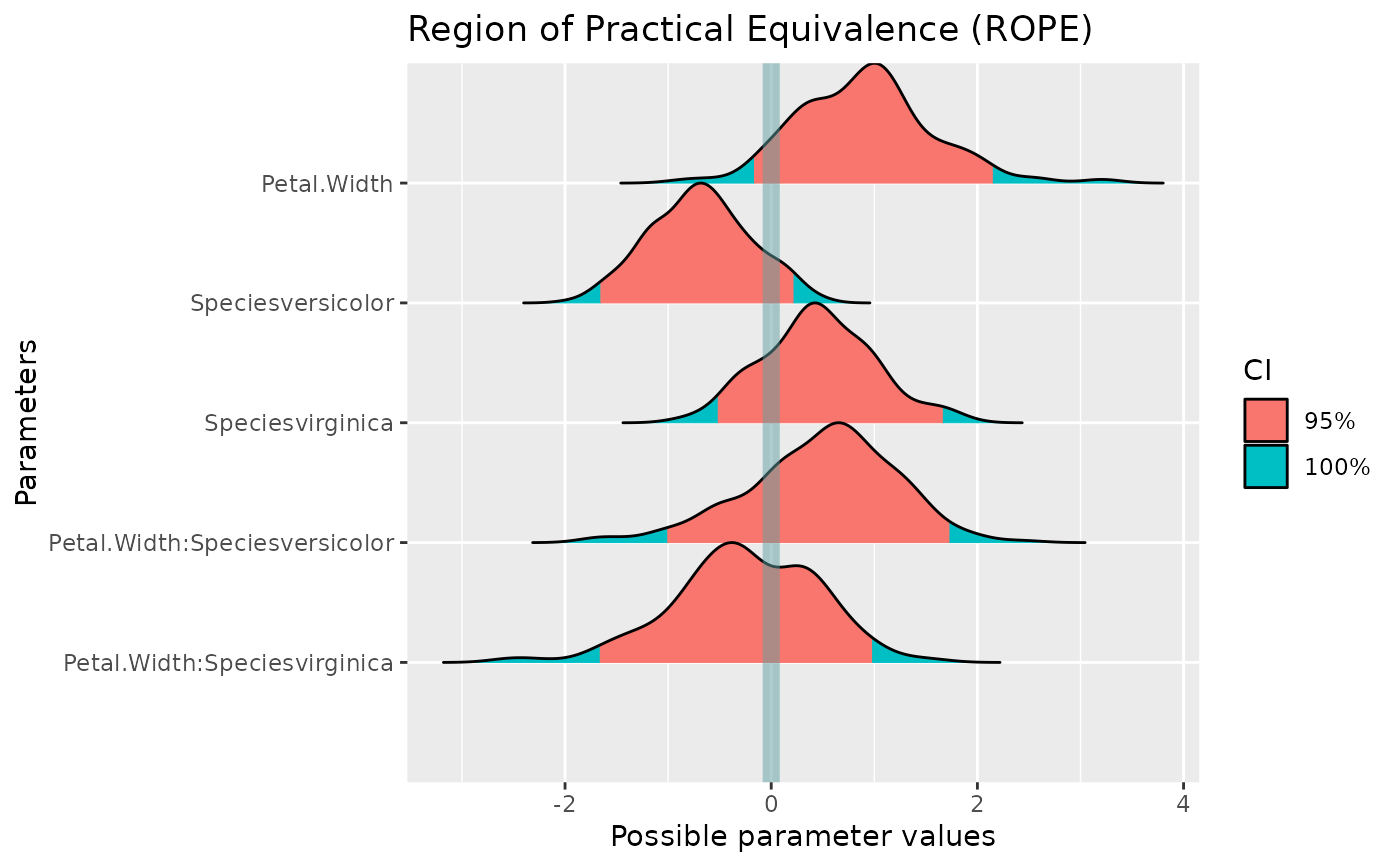 Region of Practical Equivalence (ROPE)
Parameters
Petal.Width
Speciesversicolor
Speciesvirginica
Petal.Width:Speciesversicolor
Petal.Width:Speciesvirginica
-2 0 2 4
Possible parameter values
CI
95%
100%